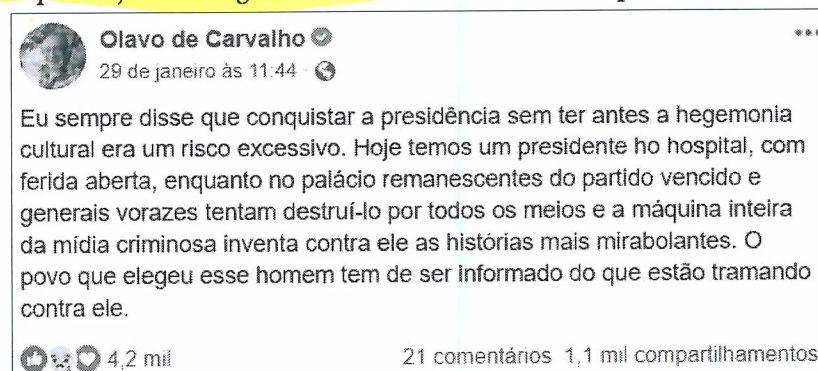 Olavo de Carvalho
29 de janeiro às 11:44
Eu sempre disse que conquistar a presidência sem ter antes a hegemonia
cultural era um risco excessivo. Hoje temos um presidente ho hospital, com
ferida aberta, enquanto no palácio remanescentes do partido vencido e
generais vorazes tentam destruí-lo por todos os meios e a máquina inteira
da mídia criminosa inventa contra ele as histórias mais mirabolantes. O
povo que elegeu esse homem tem de ser informado do que estão tramando
contra ele.
4,2 mil 21 comentários 1,1 mil compartilhamentos